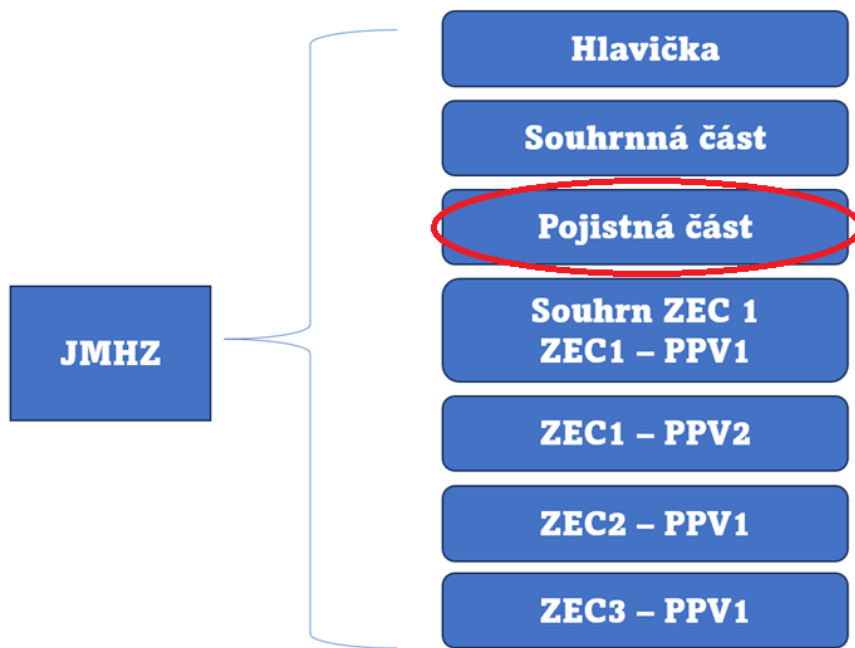 Hlavička
Souhrnná část
Pojistná část
JMHZ
Souhrn ZEC 1
ZEC1 – PPV1
ZEC1 – PPV2
ZEC2 – PPV1
ZEC3 – PPV1